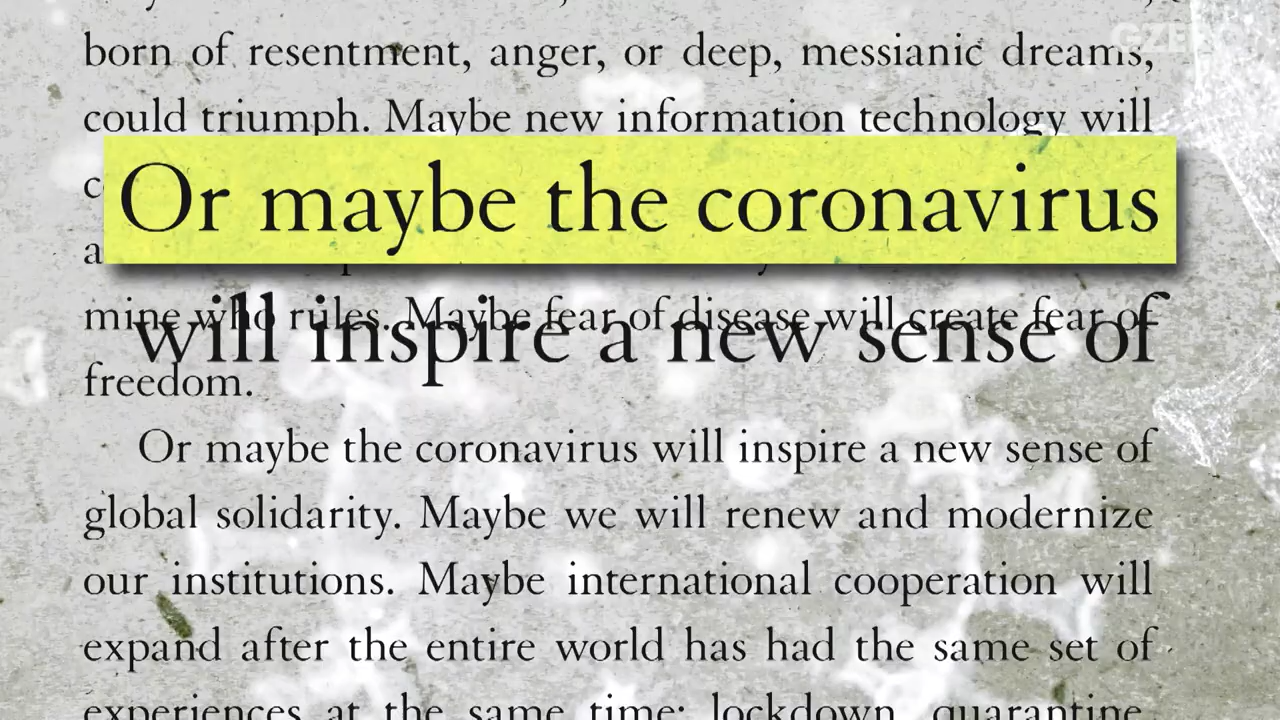 GZERO
born of resentment, anger, or deep, messianic dreams,
could triumph. Maybe new information technology will
Or maybe the coronavirus
will inspire a new sense of
mine who rules. Maybe fear of disease will create fear of
freedom.
Or maybe the coronavirus will inspire a new sense of
global solidarity. Maybe we will renew and modernize
our institutions. Maybe international cooperation will
expand after the entire world has had the same set of
experiences at the same time: lockdown, quarantine,